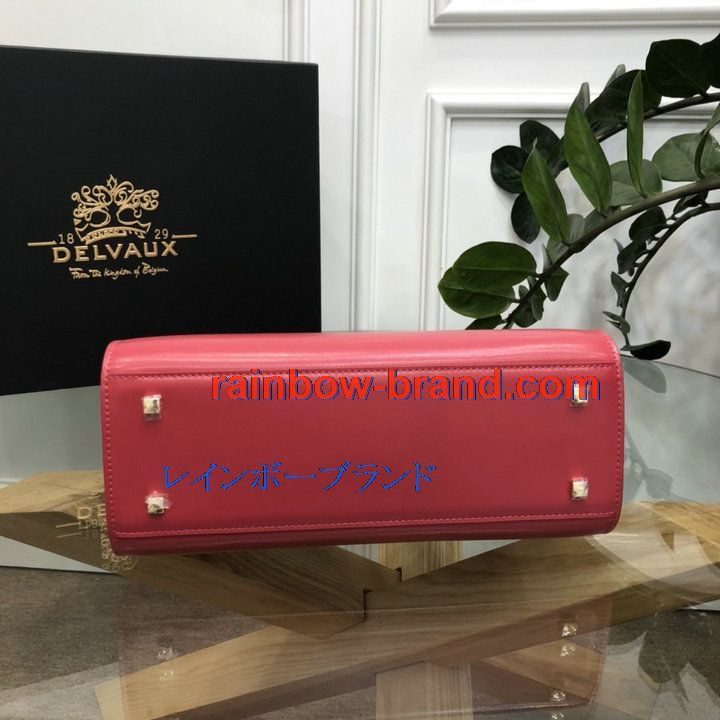 18 29
DELVAUX
From the Kingdom of Belgium
rainbow-brand.com
レインボーブランド
DELVAUX